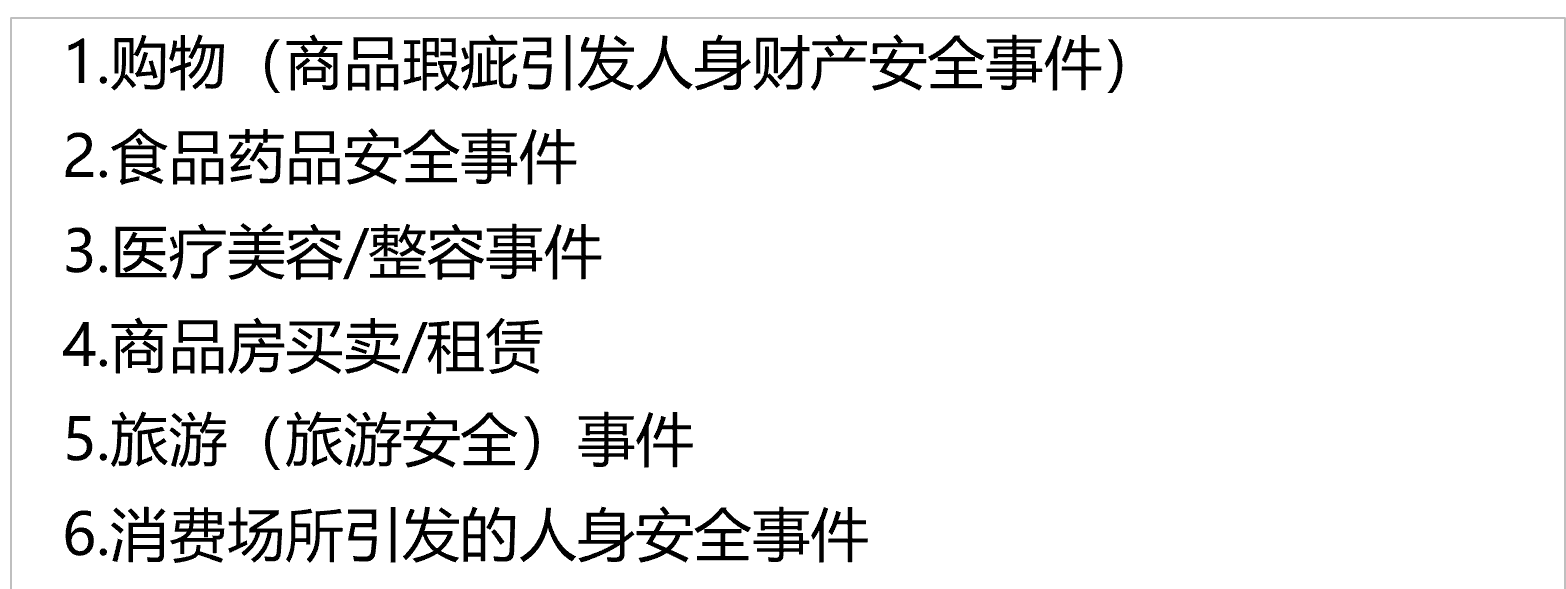 1.购物（商品瑕疵引发人身财产安全事件）
2.食品药品安全事件
3.医疗美容/整容事件
4.商品房买卖/租赁
5.旅游（旅游安全）事件
6.消费场所引发的人身安全事件